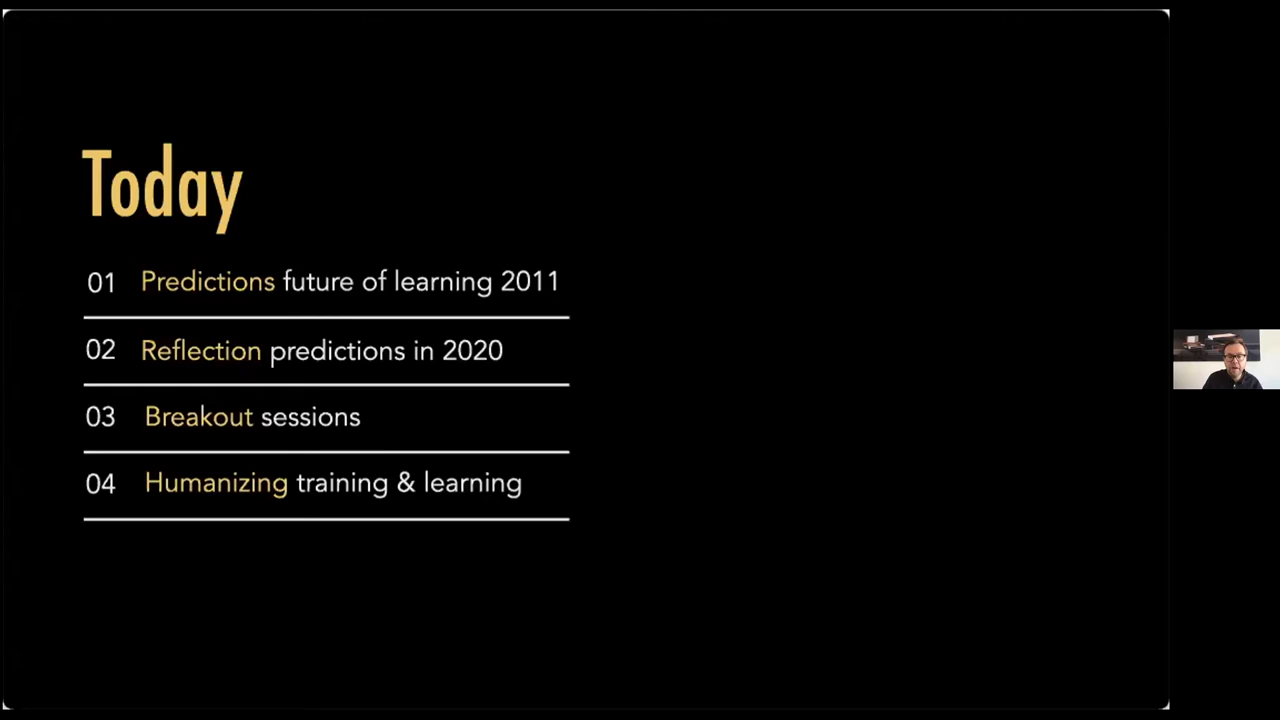 Today
01 Predictions future of learning 2011
02 Reflection predictions in 2020
03 Breakout sessions
04 Humanizing training & learning